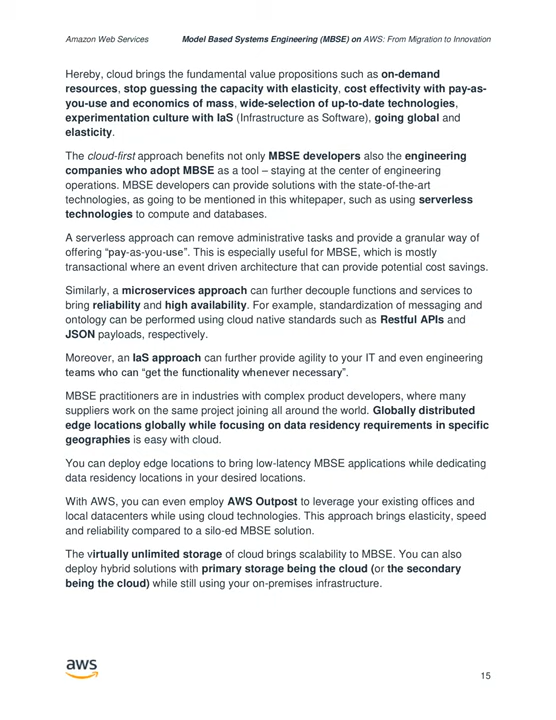 Amazon Web Services Model Based Systems Engineering (MBSE) on AWS: From Migration to Innovation
Hereby, cloud brings the fundamental value propositions such as on-demand
resources, stop guessing the capacity with elasticity, cost effectivity with pay-as-
you-use and economics of mass, wide-selection of up-to-date technologies,
experimentation culture with IaS (Infrastructure as Software), going global and
elasticity.
The cloud-first approach benefits not only MBSE developers also the engineering
companies who adopt MBSE as a tool – staying at the center of engineering
operations. MBSE developers can provide solutions with the state-of-the-art
technologies, as going to be mentioned in this whitepaper, such as using serverless
technologies to compute and databases.
A serverless approach can remove administrative tasks and provide a granular way of
offering “pay-as-you-use”. This is especially useful for MBSE, which is mostly
transactional where an event driven architecture that can provide potential cost savings.
Similarly, a microservices approach can further decouple functions and services to
bring reliability and high availability. For example, standardization of messaging and
ontology can be performed using cloud native standards such as Restful APIs and
JSON payloads, respectively.
Moreover, an IaS approach can further provide agility to your IT and even engineering
teams who can “get the functionality whenever necessary”.
MBSE practitioners are in industries with complex product developers, where many
suppliers work on the same project joining all around the world. Globally distributed
edge locations globally while focusing on data residency requirements in specific
geographies is easy with cloud.
You can deploy edge locations to bring low-latency MBSE applications while dedicating
data residency locations in your desired locations.
With AWS, you can even employ AWS Outpost to leverage your existing offices and
local datacenters while using cloud technologies. This approach brings elasticity, speed
and reliability compared to a silo-ed MBSE solution.
The virtually unlimited storage of cloud brings scalability to MBSE. You can also
deploy hybrid solutions with primary storage being the cloud (or the secondary
being the cloud) while still using your on-premises infrastructure.
aws
15